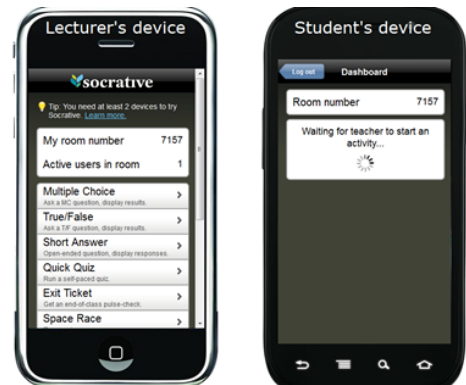 Lecturer's device
socrative
Tip: You need at least 2 devices to try
Socrative. Learn more.
My room number 7157
Active users in room 1
Multiple Choice
Ask a MC question, display results.
True/False
Ask a T/F question, display results.
Short Answer
Open-ended question, display responses.
Quick Quiz
Run a self-paced quiz.
Exit Ticket
Get an end-of-class pulse-check.
Space Race
Student's device
Log out Dashboard
Room number 7157
Waiting for teacher to start an
activity...